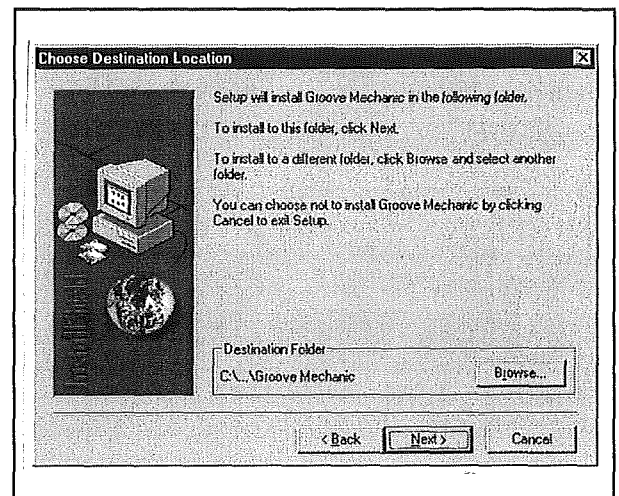 Choose Destination Location
Setup will install Groove Mechanic in the following folder.
To install to this folder, click Next.
To install to a different folder, click Browse and select another
folder.
You can choose not to install Groove Mechanic by clicking
Cancel to exit Setup.
InstallShield
Destination Folder
C:\...\Groove Mechanic
Browse...
< Back
Next >
Cancel